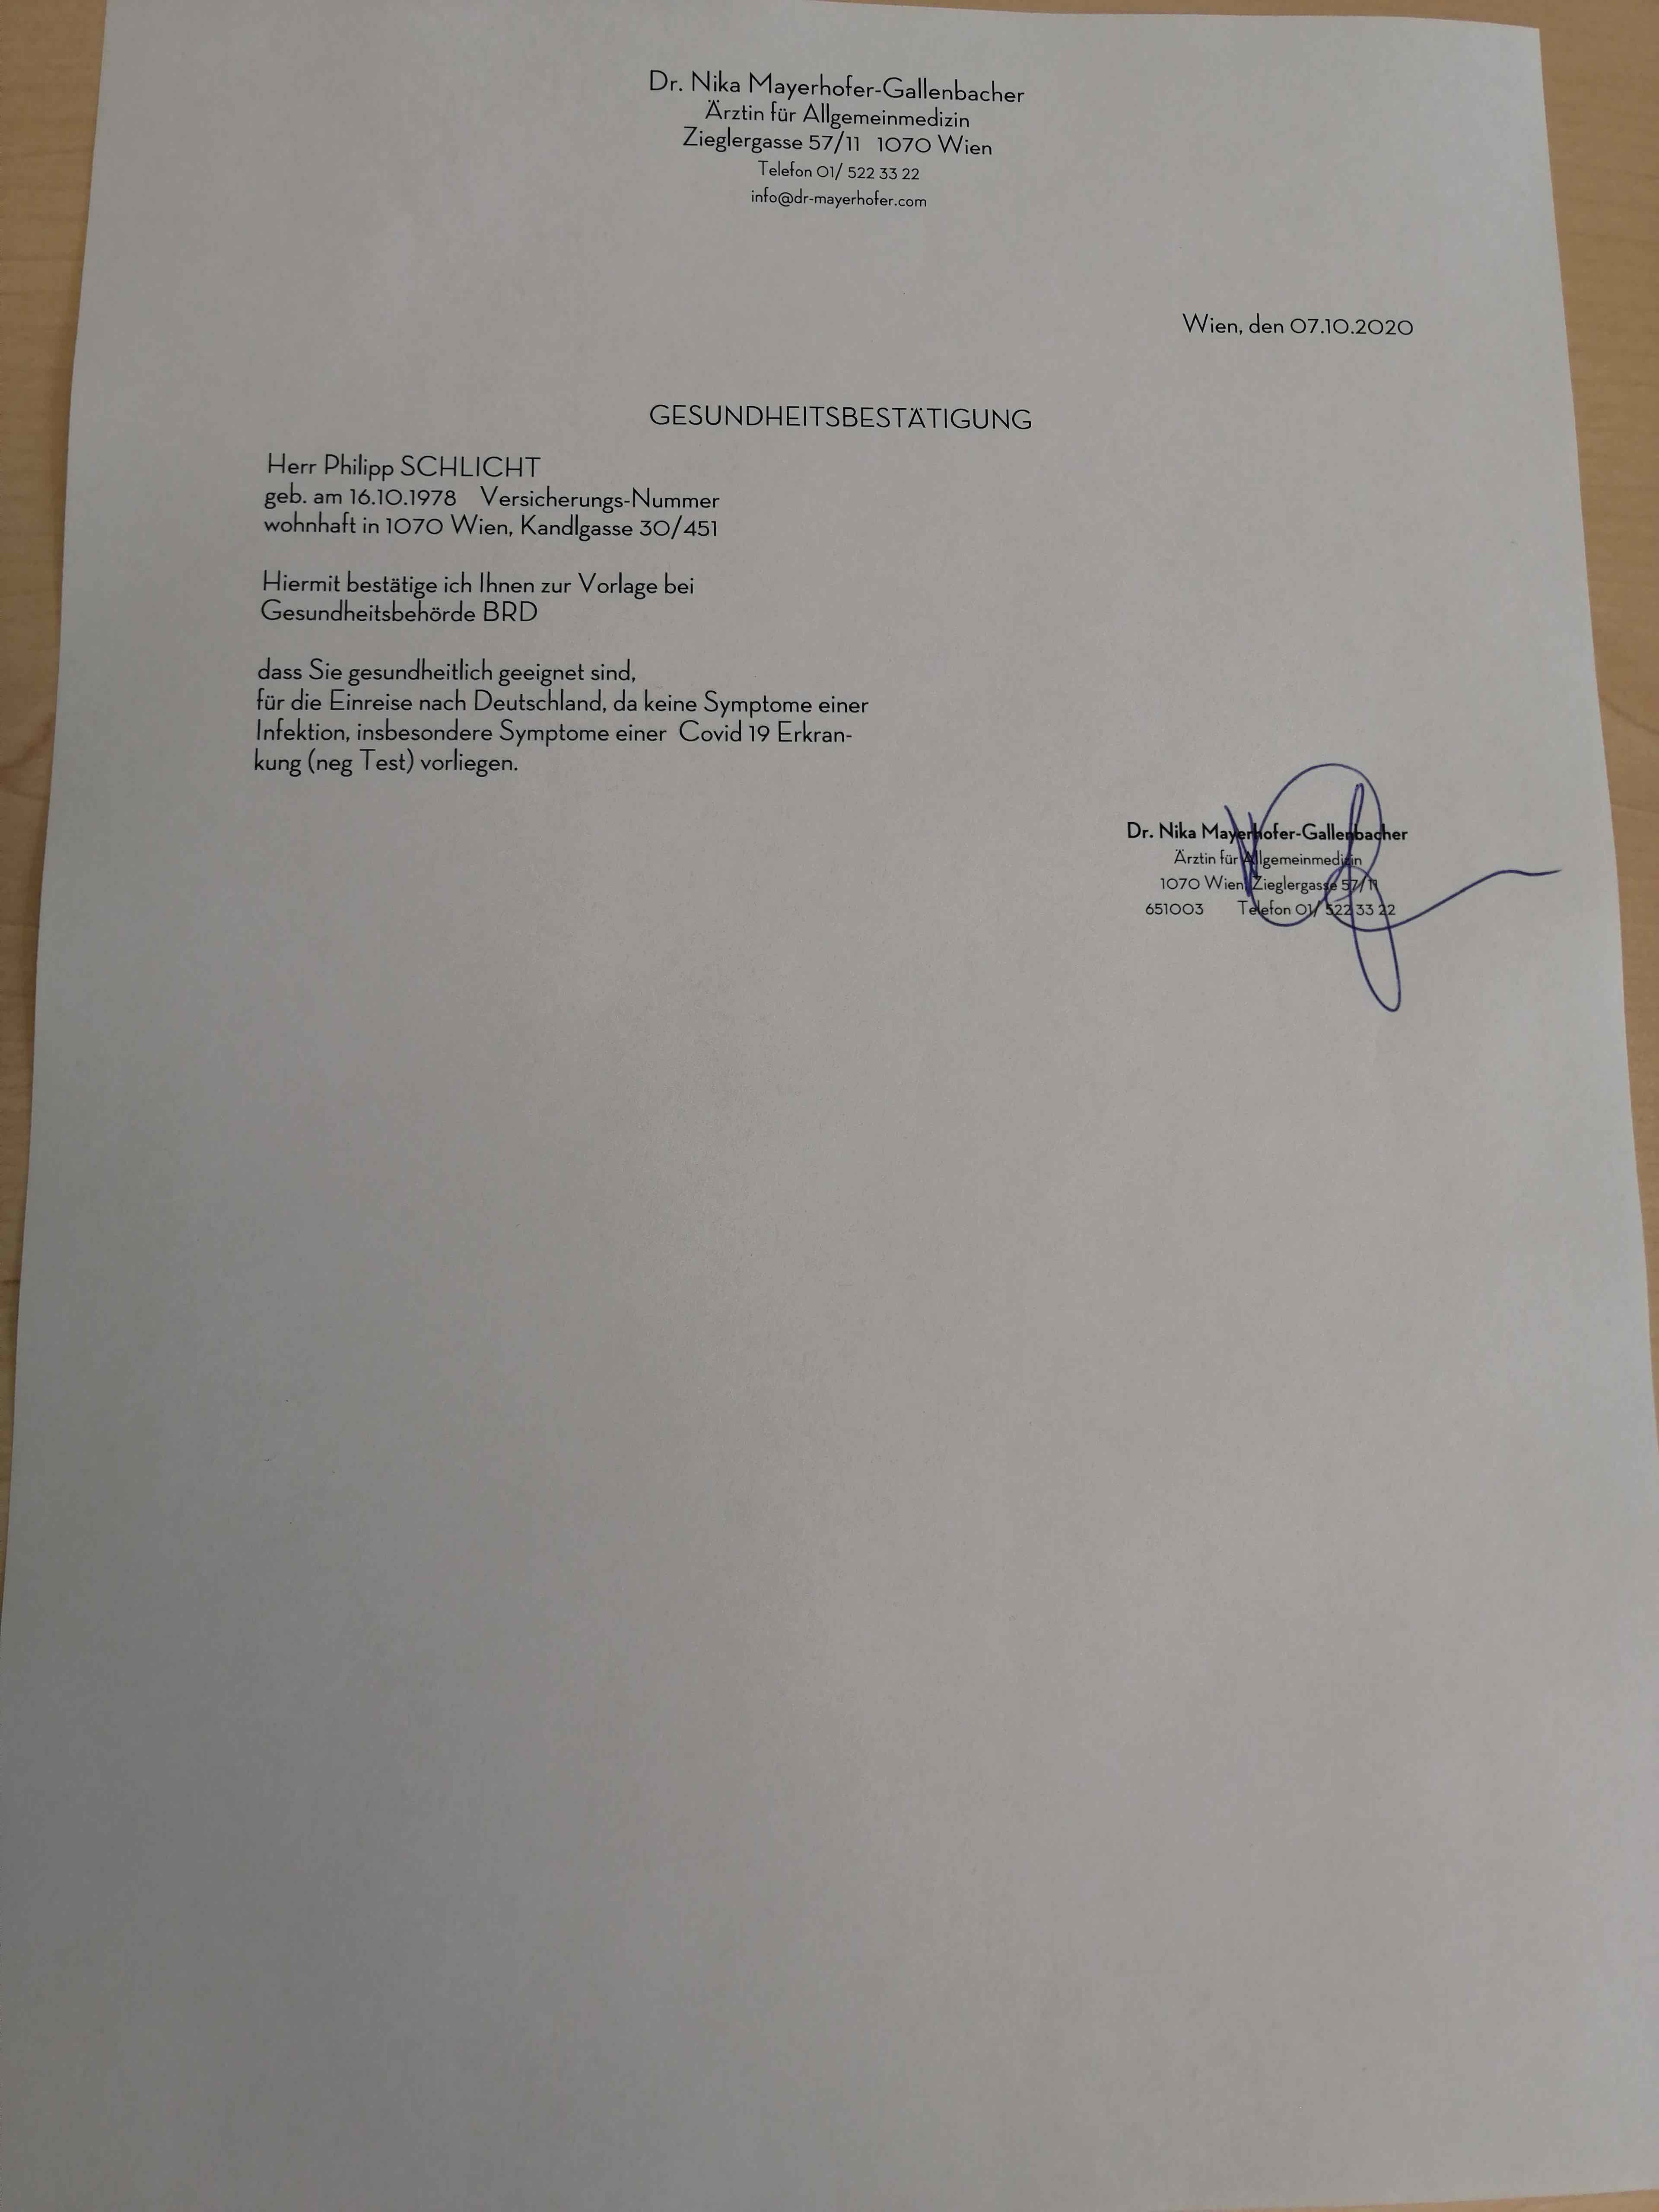 Dr. Nika Mayerhofer-Gallenbacher
Ärztin für Allgemeinmedizin
Zieglergasse 57/11 1070 Wien
Telefon 01/ 522 33 22
info@dr-mayerhofer.com
Wien, den 07.10.2020
GESUNDHEITSBESTÄTIGUNG
Herr Philipp SCHLICHT
geb. am 16.10.1978 Versicherungs-Nummer
wohnhaft in 1070 Wien, Kandlgasse 30/451
Hiermit bestätige ich Ihnen zur Vorlage bei
Gesundheitsbehörde BRD
dass Sie gesundheitlich geeignet sind,
für die Einreise nach Deutschland, da keine Symptome einer
Infektion, insbesondere Symptome einer Covid 19 Erkran-
kung (neg Test) vorliegen.
Dr. Nika Mayerhofer-Gallenbacher
Ärztin für Allgemeinmedizin
1070 Wien, Zieglergasse 57/11
651003 Telefon 01/ 522 33 22